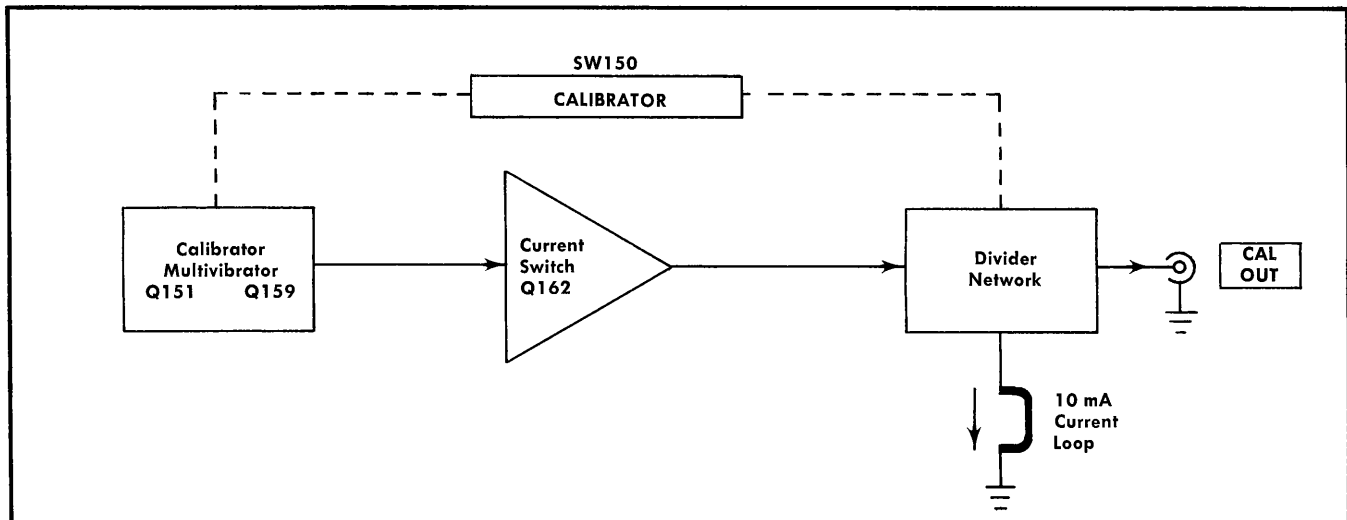 SW150
CALIBRATOR
Calibrator
Multivibrator
Q151 Q159
Current
Switch
Q162
Divider
Network
CAL
OUT
10 mA
Current
Loop